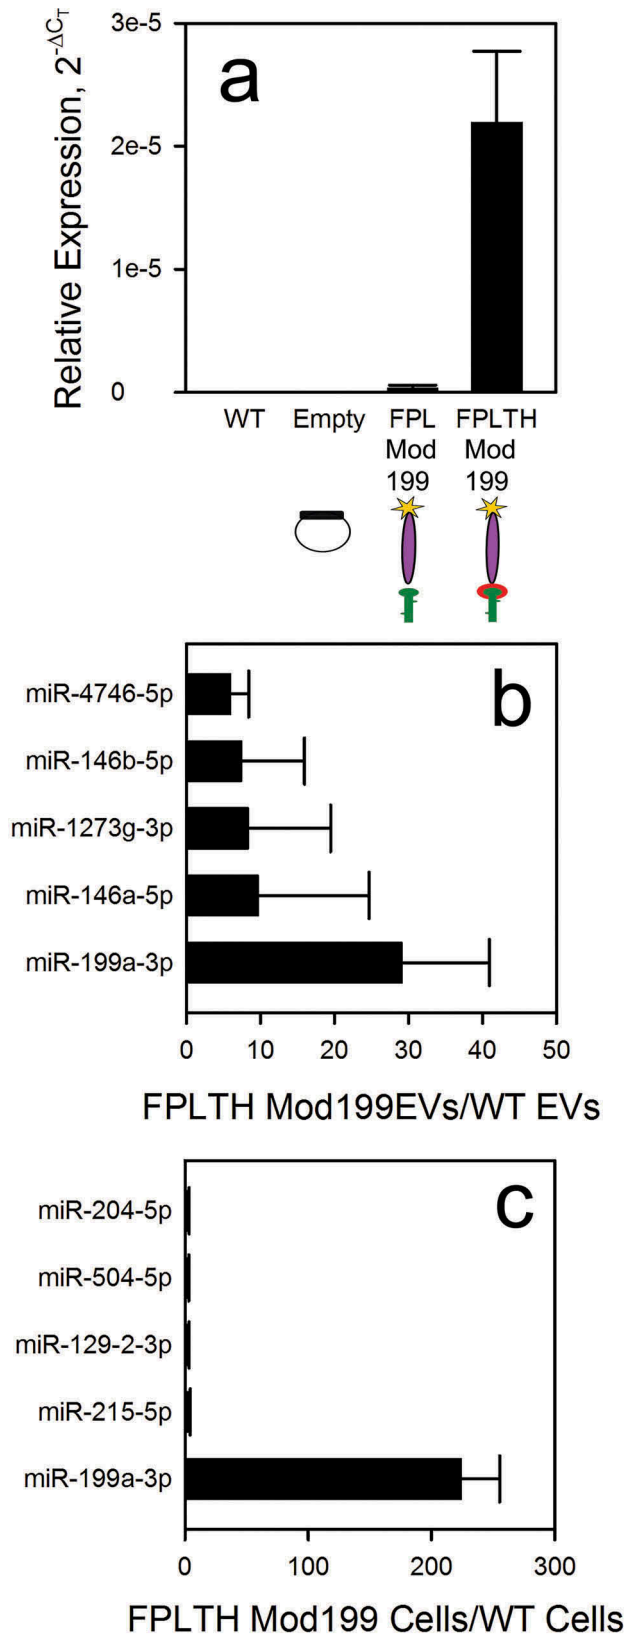 Relative Expression, 2^-ΔC_T
a
3e-5
2e-5
1e-5
0
WT Empty FPL FPLTH
Mod Mod
199 199
b
miR-4746-5p
miR-146b-5p
miR-1273g-3p
miR-146a-5p
miR-199a-3p
0 10 20 30 40 50
FPLTH Mod199EVs/WT EVs
c
miR-204-5p
miR-504-5p
miR-129-2-3p
miR-215-5p
miR-199a-3p
0 100 200 300
FPLTH Mod199 Cells/WT Cells